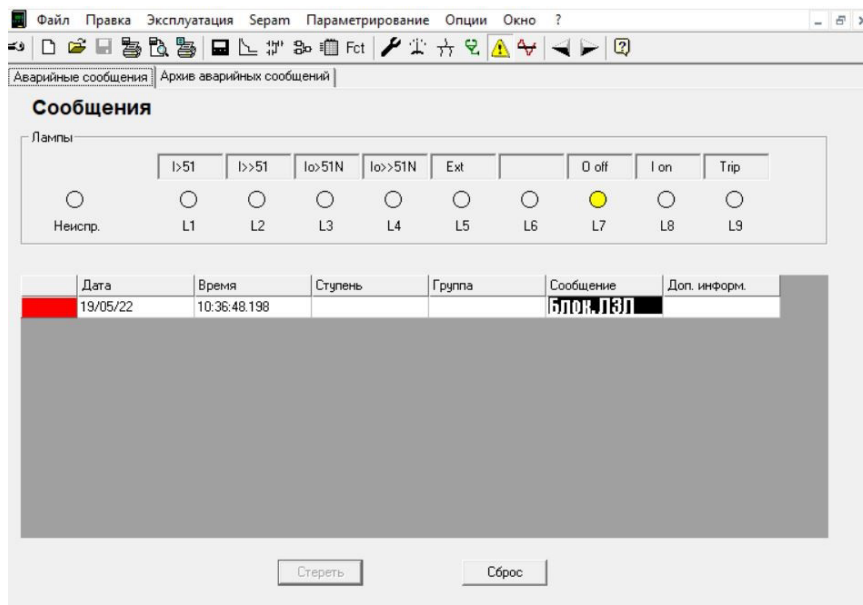 Файл Правка Эксплуатация Sepam Параметрирование Опции Окно ?
Fct
Аварийные сообщения Архив аварийных сообщений
Сообщения
Лампы
I>51 I>>51 Io>51N Io>>51N Ext 0 off I on Trip
Неиспр. L1 L2 L3 L4 L5 L6 L7 L8 L9
Дата Время Ступень Группа Сообщение Доп. информ.
19/05/22 10:36:48.198 Блок.ЛЗП
Стереть Сброс